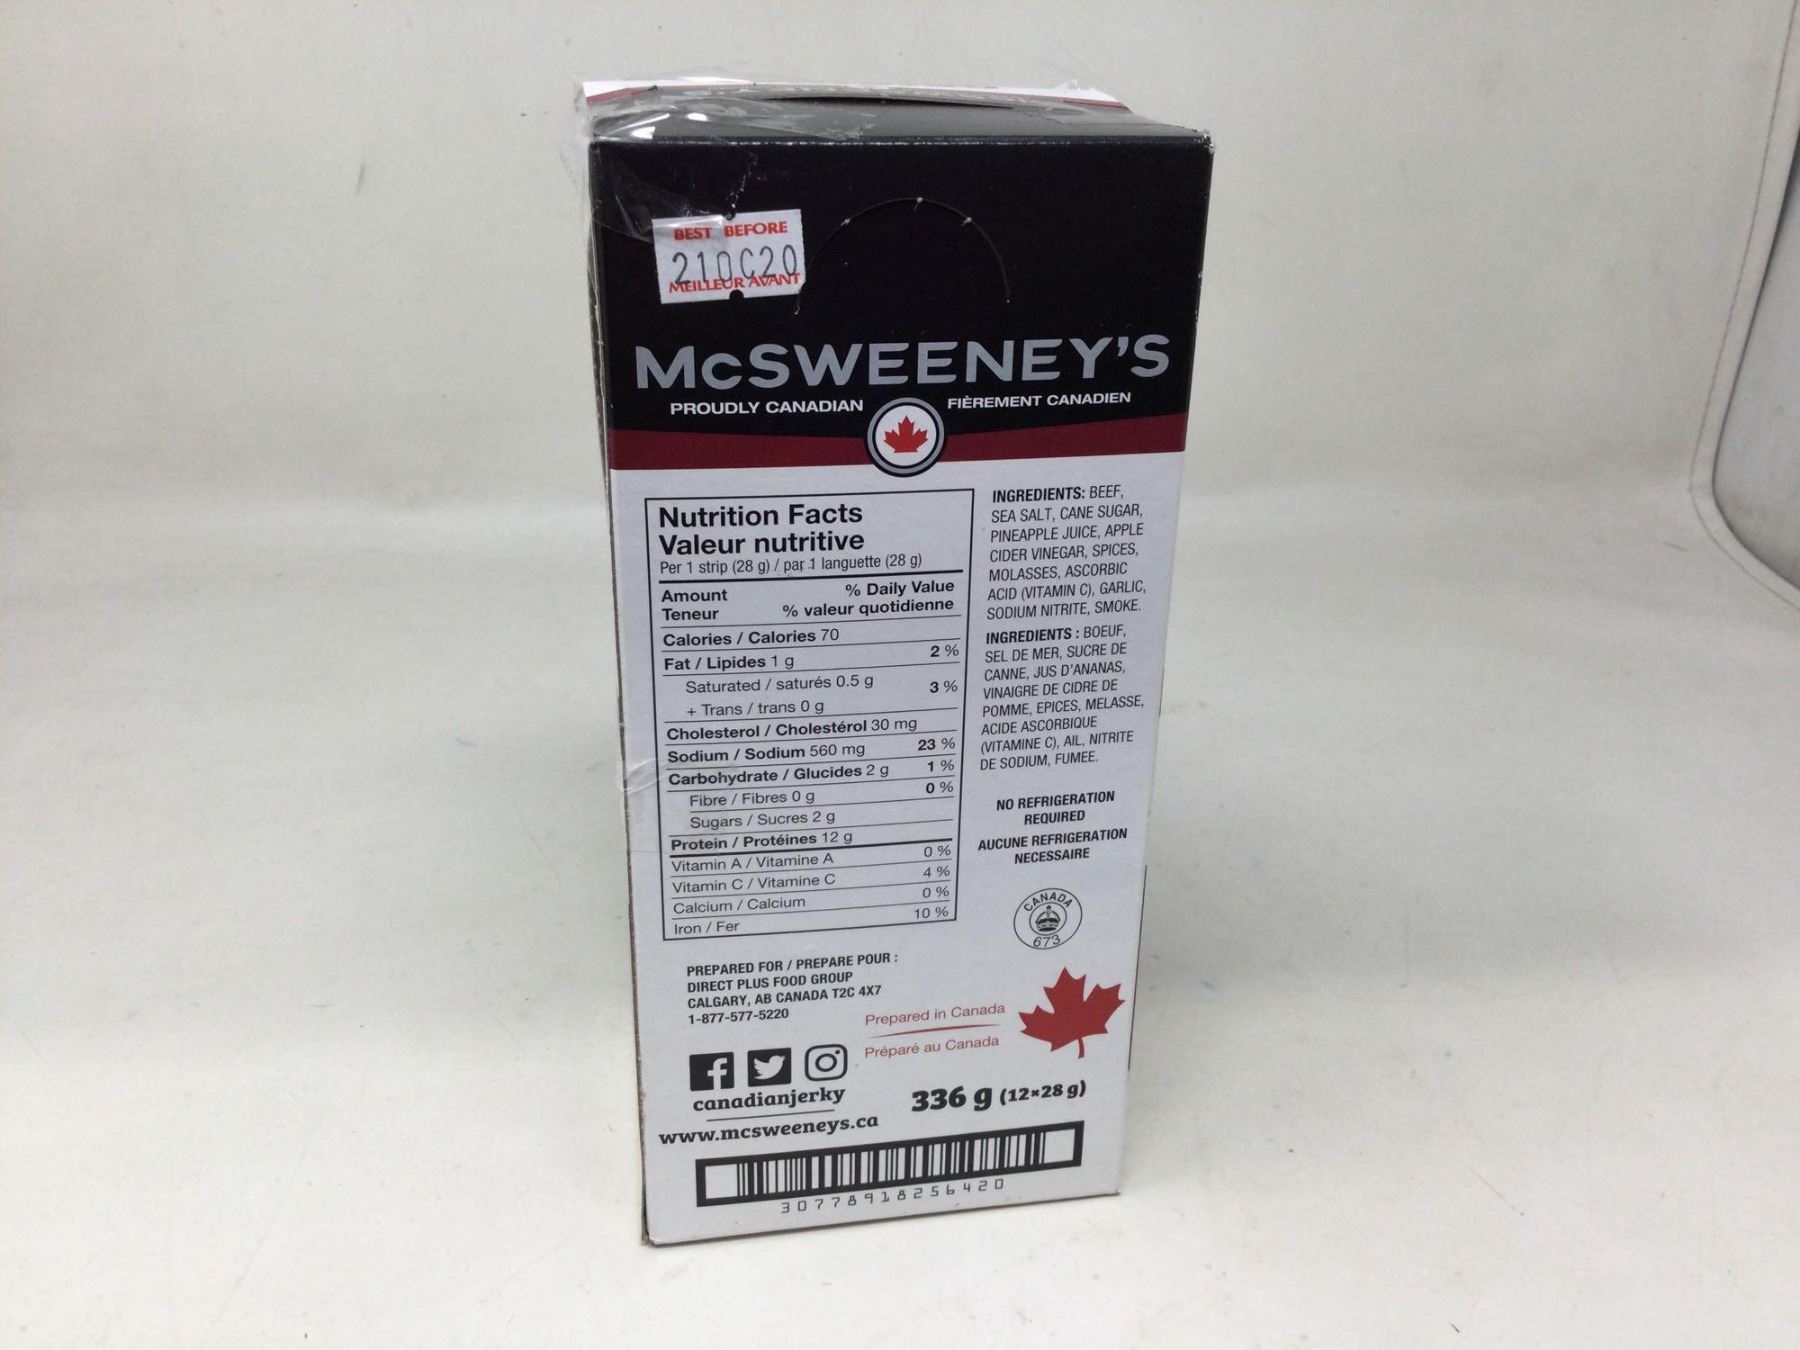 BEST BEFORE
21OC20
MEILLEUR AVANT
McSWEENEY'S
PROUDLY CANADIAN
FIÈREMENT CANADIEN
Nutrition Facts
Valeur nutritive
Per 1 strip (28 g) / par 1 languette (28 g)
Amount % Daily Value
Teneur % valeur quotidienne
Calories / Calories 70
Fat / Lipides 1 g 2 %
Saturated / saturés 0.5 g
+ Trans / trans 0 g 3 %
Cholesterol / Cholestérol 30 mg
Sodium / Sodium 560 mg 23 %
Carbohydrate / Glucides 2 g 1 %
Fibre / Fibres 0 g 0 %
Sugars / Sucres 2 g
Protein / Protéines 12 g
Vitamin A / Vitamine A 0 %
Vitamin C / Vitamine C 4 %
Calcium / Calcium 0 %
Iron / Fer 10 %
INGREDIENTS: BEEF,
SEA SALT, CANE SUGAR,
PINEAPPLE JUICE, APPLE
CIDER VINEGAR, SPICES,
MOLASSES, ASCORBIC
ACID (VITAMIN C), GARLIC,
SODIUM NITRITE, SMOKE.
INGREDIENTS : BOEUF,
SEL DE MER, SUCRE DE
CANNE, JUS D'ANANAS,
VINAIGRE DE CIDRE DE
POMME, EPICES, MELASSE,
ACIDE ASCORBIQUE
(VITAMINE C), AIL, NITRITE
DE SODIUM, FUMEE.
NO REFRIGERATION
REQUIRED
AUCUNE REFRIGERATION
NECESSAIRE
CANADA
673
PREPARED FOR / PREPARE POUR :
DIRECT PLUS FOOD GROUP
CALGARY, AB CANADA T2C 4X7
1-877-577-5220
Prepared in Canada
Préparé au Canada
canadianjerky
www.mcsweeneys.ca
336 g (12×28 g)
30778918256420